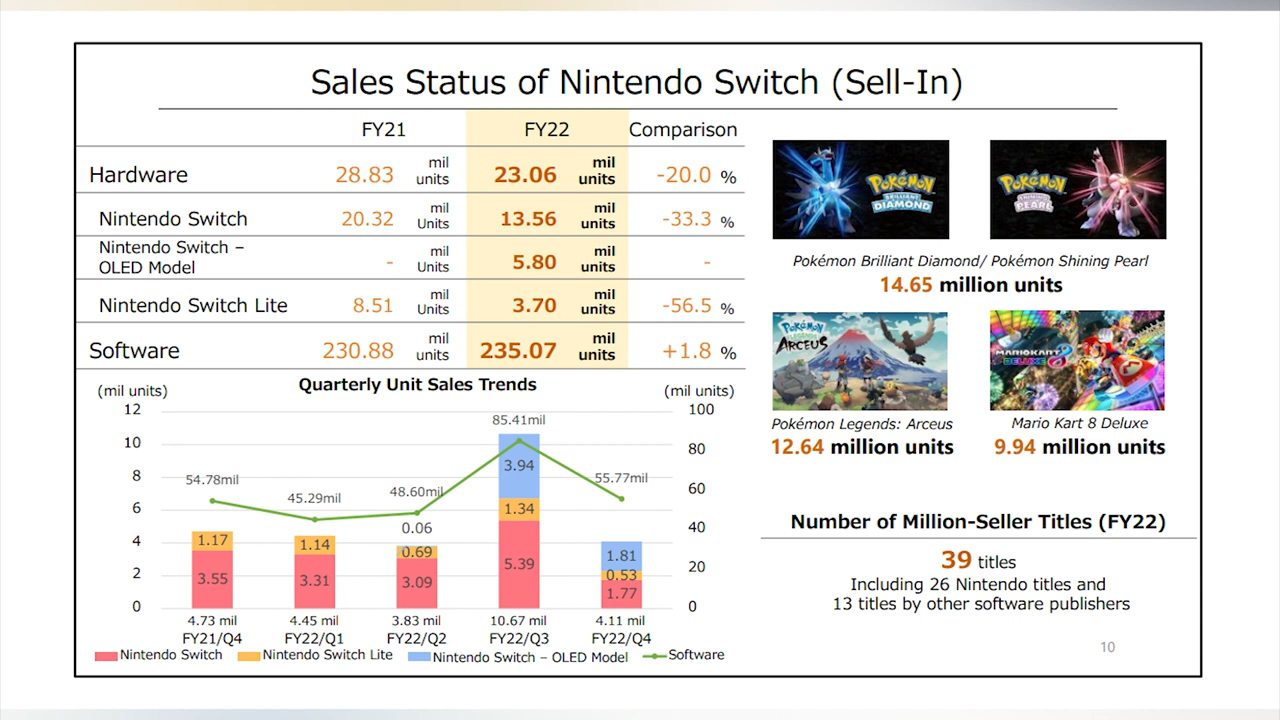 Sales Status of Nintendo Switch (Sell-In)
FY21 FY22 Comparison
Hardware 28.83 mil units 23.06 mil units -20.0 %
Nintendo Switch 20.32 mil Units 13.56 mil units -33.3 %
Nintendo Switch – OLED Model - mil Units 5.80 mil units -
Nintendo Switch Lite 8.51 mil Units 3.70 mil units -56.5 %
Software 230.88 mil units 235.07 mil units +1.8 %
Quarterly Unit Sales Trends
(mil units) (mil units)
12 100
10 80
8 60
6 40
4 20
2 0
0
54.78mil 45.29mil 48.60mil 85.41mil 55.77mil
1.17 3.55
1.14 3.31
0.06 0.69 3.09
3.94 1.34 5.39
1.81 0.53 1.77
4.73 mil 4.45 mil 3.83 mil 10.67 mil 4.11 mil
FY21/Q4 FY22/Q1 FY22/Q2 FY22/Q3 FY22/Q4
Nintendo Switch Nintendo Switch Lite Nintendo Switch – OLED Model Software
Pokémon
BRILLIANT
DIAMOND
Pokémon
SHINING
PEARL
Pokémon Brilliant Diamond/ Pokémon Shining Pearl
14.65 million units
Pokémon
LEGENDS
ARCEUS
MARIOKART 8
DELUXE
Pokémon Legends: Arceus
12.64 million units
Mario Kart 8 Deluxe
9.94 million units
Number of Million-Seller Titles (FY22)
39 titles
Including 26 Nintendo titles and
13 titles by other software publishers
10